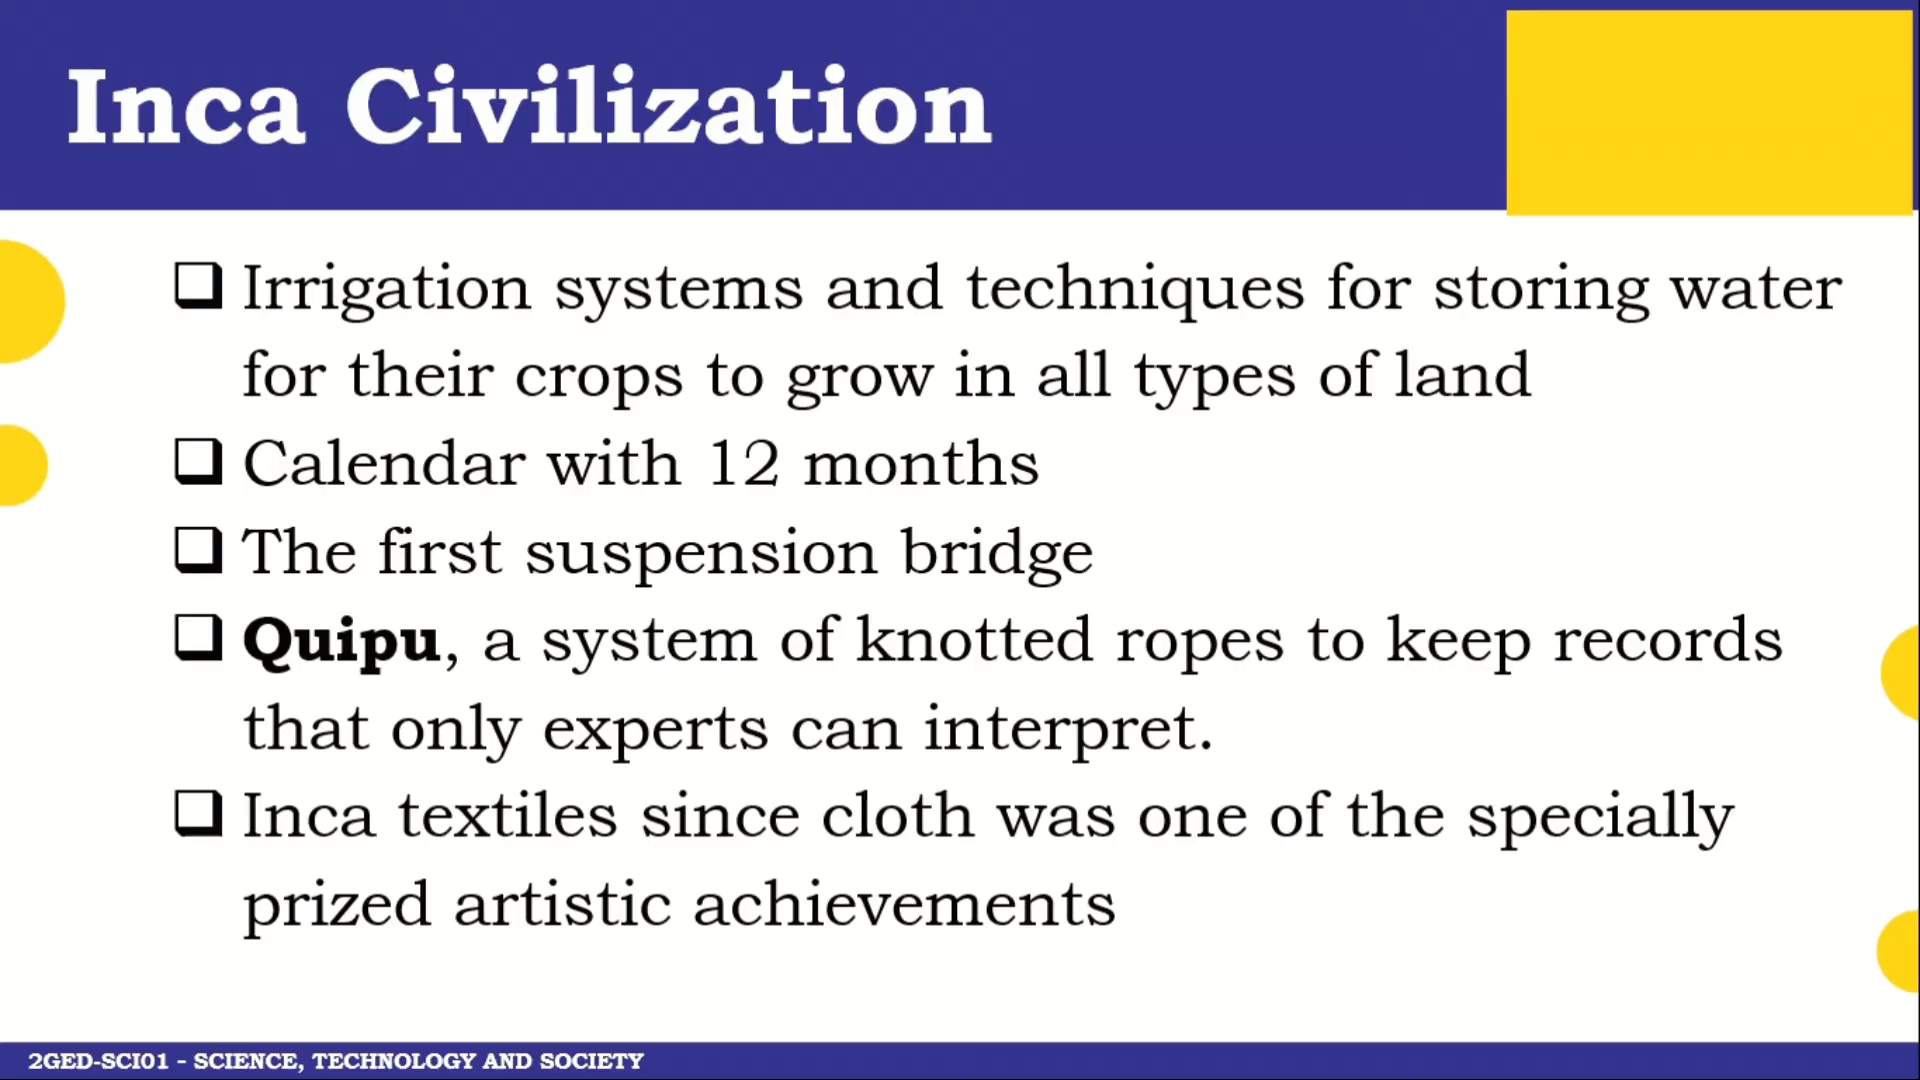 Inca Civilization
Irrigation systems and techniques for storing water
for their crops to grow in all types of land
Calendar with 12 months
The first suspension bridge
Quipu, a system of knotted ropes to keep records
that only experts can interpret.
Inca textiles since cloth was one of the specially
prized artistic achievements
2GED-SCI01 - SCIENCE, TECHNOLOGY AND SOCIETY